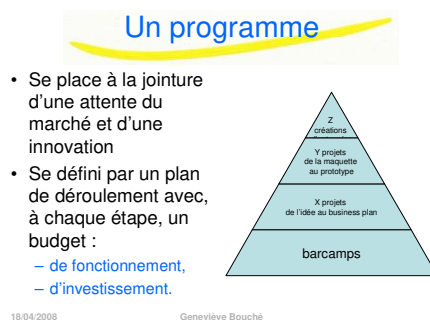 Un programme
• Se place à la jointure
d'une attente du
marché et d'une
innovation
• Se défini par un plan
de déroulement avec,
à chaque étape, un
budget :
– de fonctionnement,
– d'investissement.
Z
créations
Y projets
de la maquette
au prototype
X projets
de l'idée au business plan
barcamps
18/04/2008
Geneviève Bouché